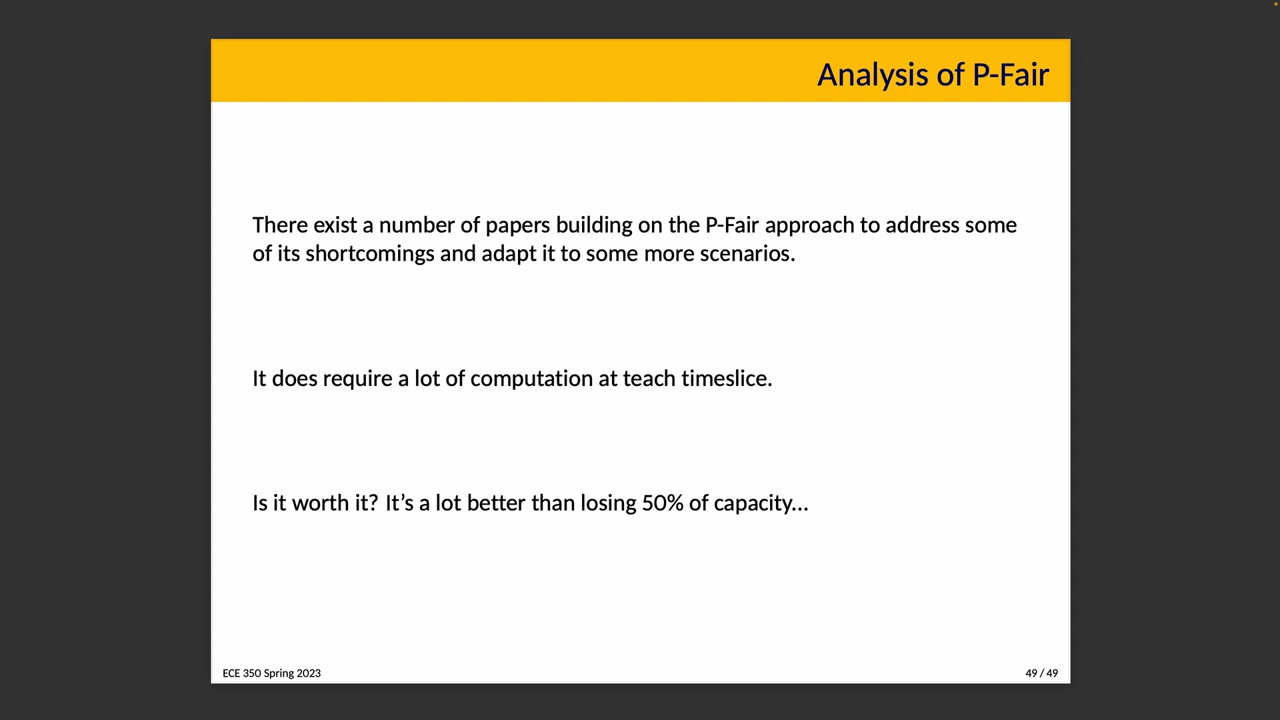 Analysis of P-Fair
There exist a number of papers building on the P-Fair approach to address some
of its shortcomings and adapt it to some more scenarios.
It does require a lot of computation at teach timeslice.
Is it worth it? It’s a lot better than losing 50% of capacity...
ECE 350 Spring 2023
49 / 49